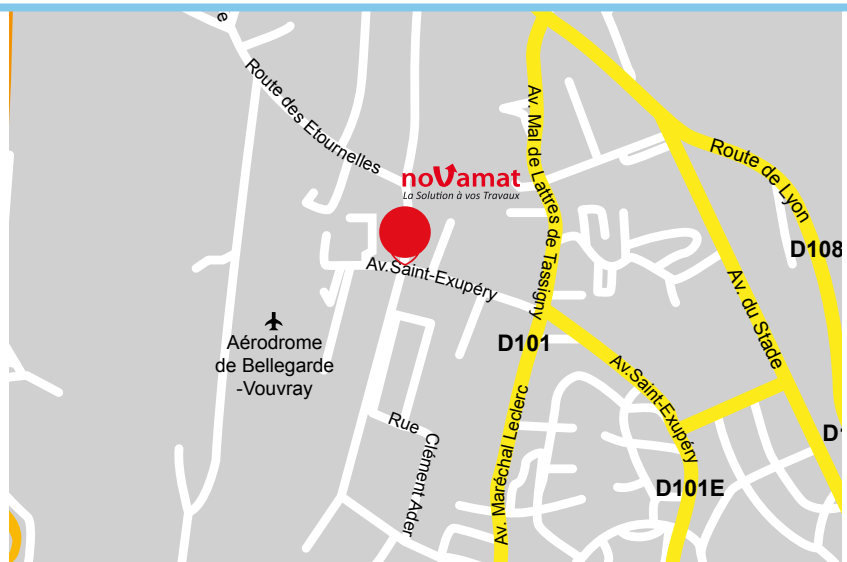 Route des Etournelles
novamat
La Solution à vos Travaux
Av. Mal de Lattres de Tassigny
Route de Lyon
D108
Av.Saint-Exupéry
Av. du Stade
Aérodrome
de Bellegarde
-Vouvray
D101
Av.Saint-Exupéry
Av. Maréchal Leclerc
Rue Clément Ader
D101E